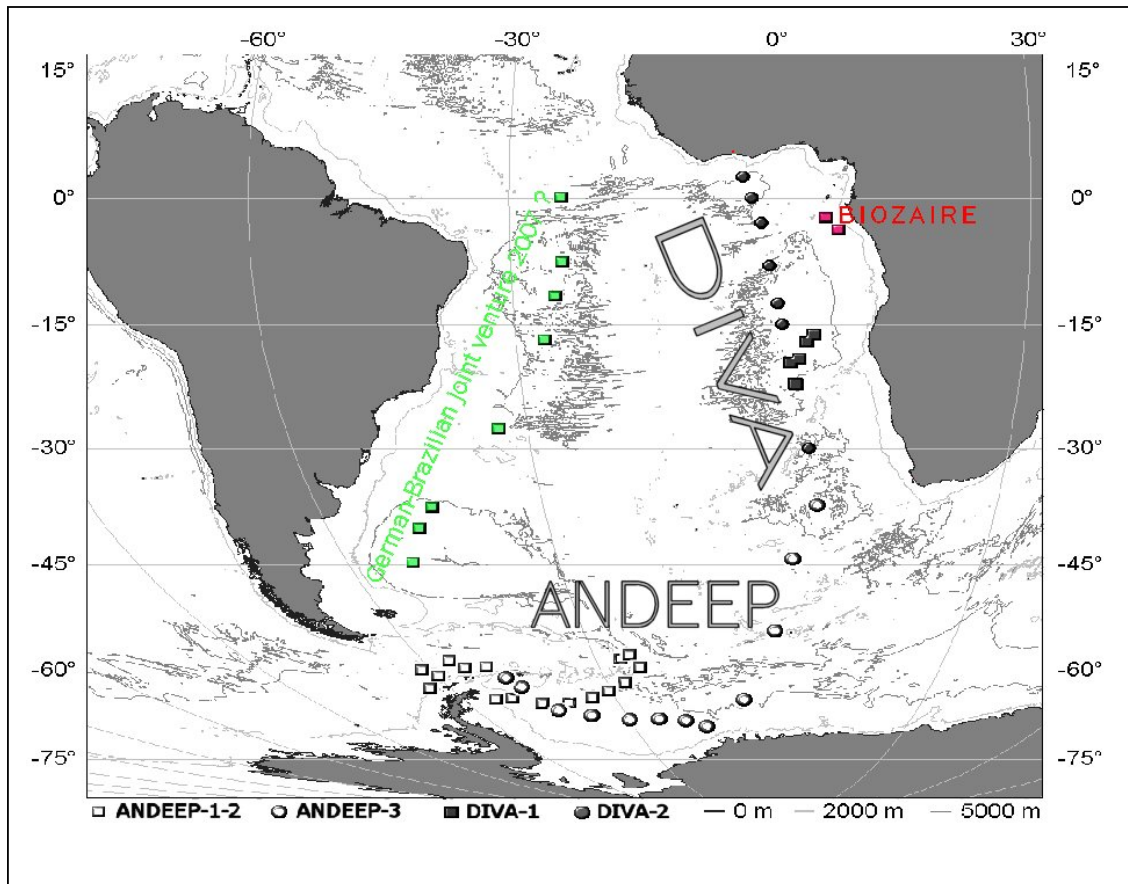 -60° -30° 0° 30°
15° 15°
0° 0°
BIOZAIRE
German-Brazilian Joint venture 2007 ?
DIVA
-15° -15°
-30° -30°
-45° -45°
ANDEEP
-60° -60°
-75° -75°
ANDEEP-1-2 ANDEEP-3 DIVA-1 DIVA-2 0 m 2000 m 5000 m